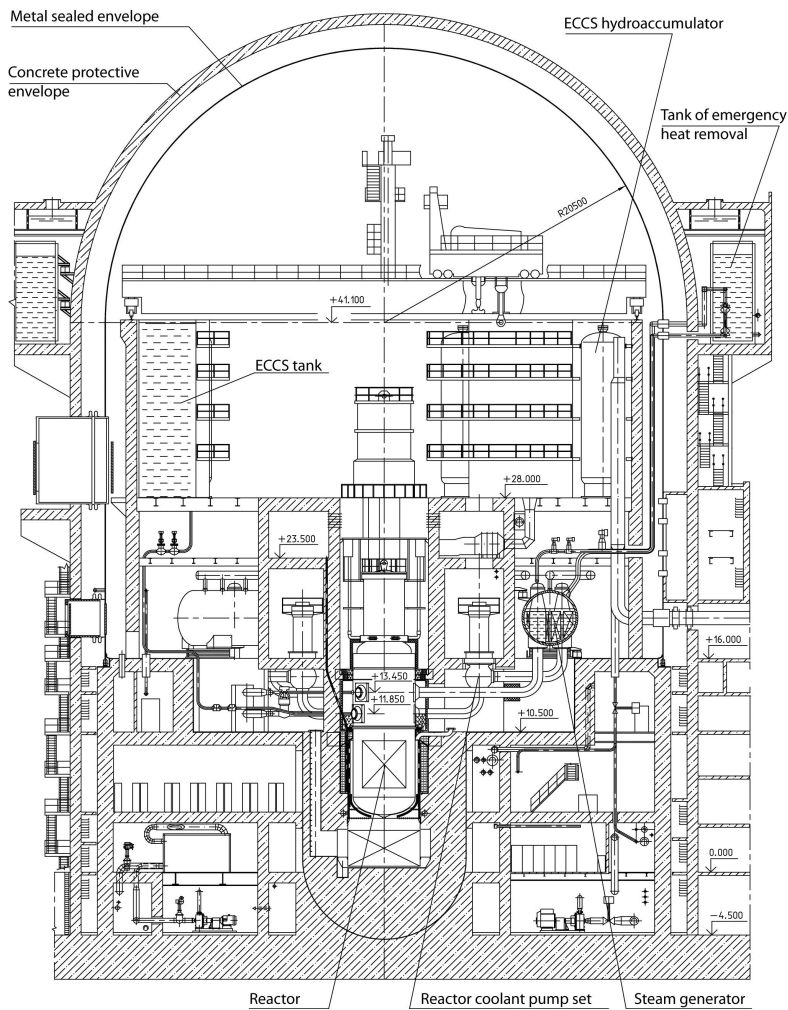 Metal sealed envelope
ECCS hydroaccumulator
Concrete protective
envelope
Tank of emergency
heat removal
R20500
+41.100
ECCS tank
+28.000
+23.500
+16.000
+13.450
+11.850
+10.500
0.000
−4.500
Reactor
Reactor coolant pump set
Steam generator